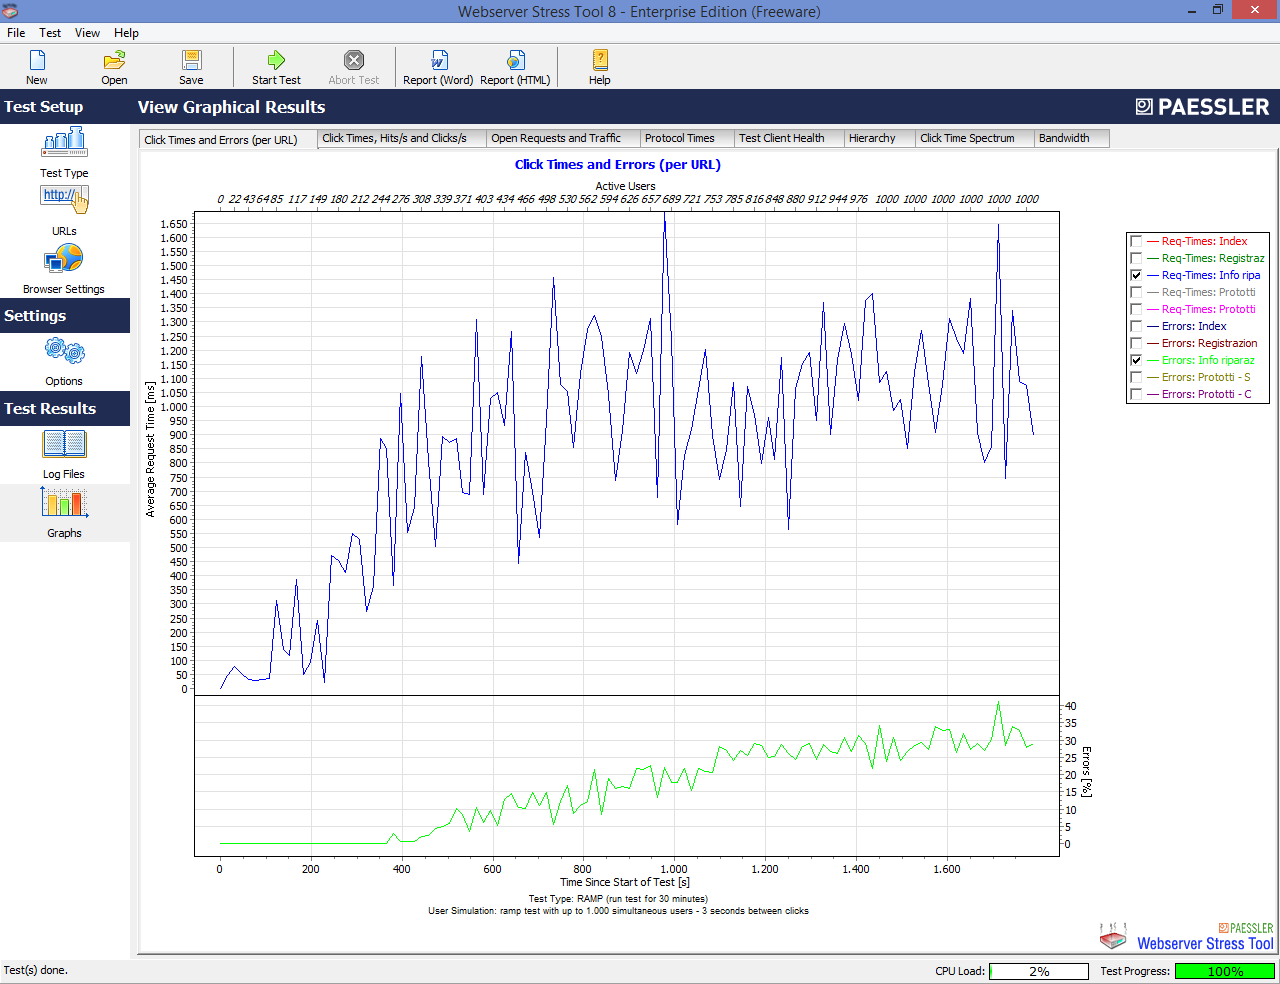 Webserver Stress Tool 8 - Enterprise Edition (Freeware)
File Test View Help
New Open Save Start Test Abort Test Report (Word) Report (HTML) Help
Test Setup
View Graphical Results
PAESSLER
Test Type
URLs
http://
Browser Settings
Settings
Options
Test Results
Log Files
Graphs
Click Times and Errors (per URL) Click Times, Hits/s and Clicks/s Open Requests and Traffic Protocol Times Test Client Health Hierarchy Click Time Spectrum Bandwidth
Click Times and Errors (per URL)
Active Users
0 22 43 64 85 117 149 180 212 244 276 308 339 371 403 434 466 498 530 562 594 626 657 689 721 753 785 816 848 880 912 944 976 1000 1000 1000 1000 1000 1000
1.650
1.600
1.550
1.500
1.450
1.400
1.350
1.300
1.250
1.200
1.150
1.100
1.050
1.000
950
900
850
800
750
700
650
600
550
500
450
400
350
300
250
200
150
100
50
0
Average Request Time [ms]
40
35
30
25
20
15
10
5
0
Errors [%]
0 200 400 600 800 1.000 1.200 1.400 1.600
Time Since Start of Test [s]
Test Type: RAMP (run test for 30 minutes)
User Simulation: ramp test with up to 1.000 simultaneous users - 3 seconds between clicks
Req-Times: Index
Req-Times: Registraz
Req-Times: Info ripa
Req-Times: Prototti
Req-Times: Prototti
Errors: Index
Errors: Registrazion
Errors: Info riparaz
Errors: Prototti - S
Errors: Prototti - C
PAESSLER
Webserver Stress Tool
Test(s) done.
CPU Load: 2% Test Progress: 100%